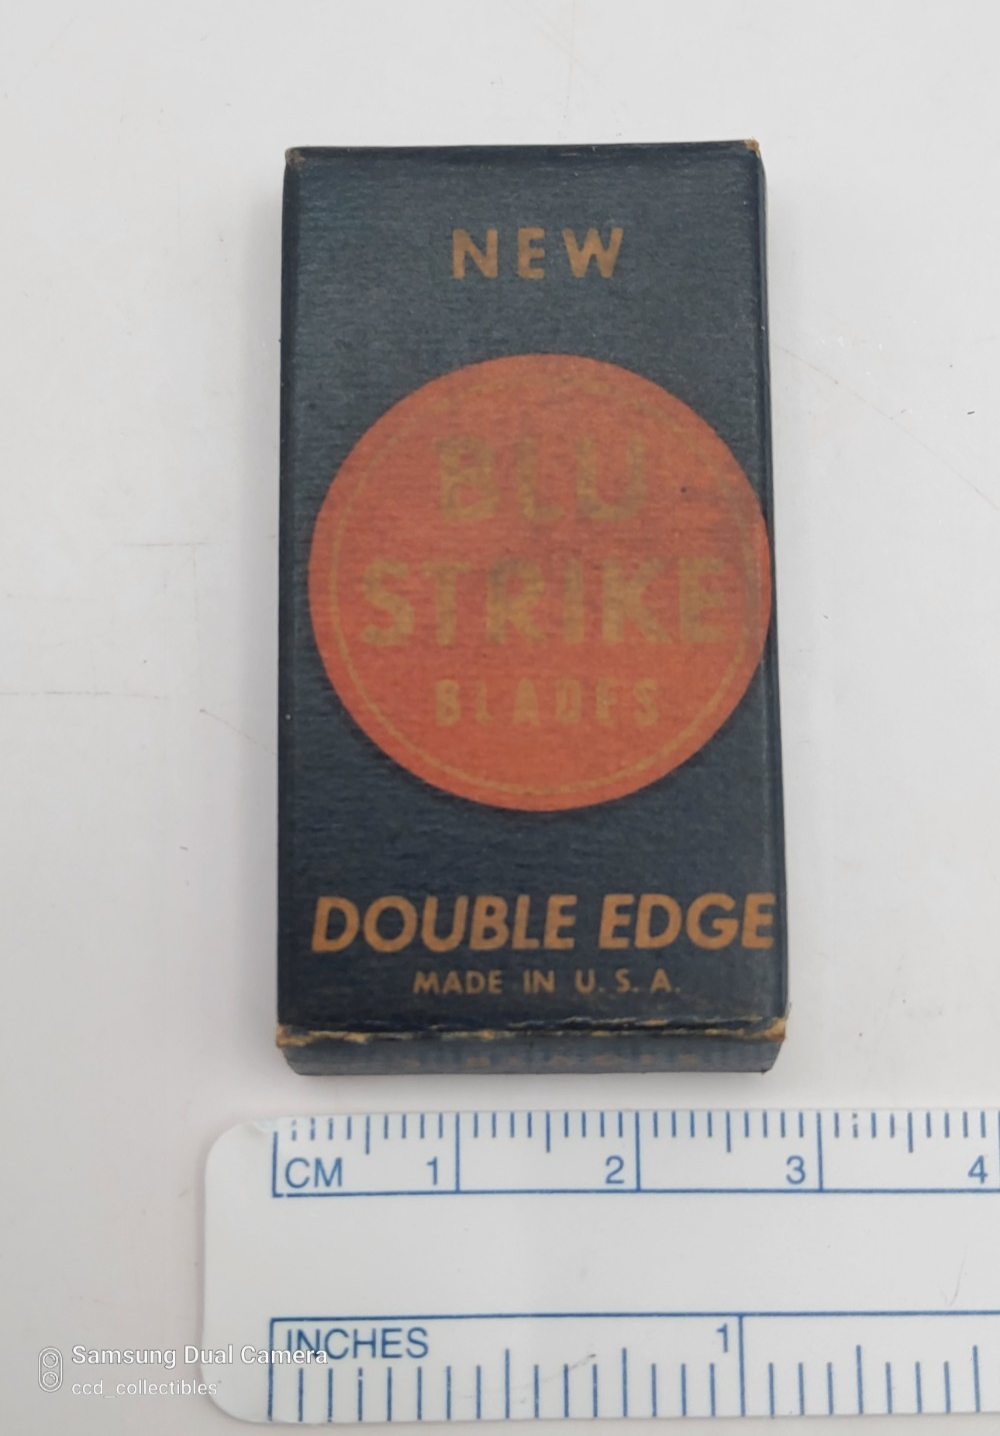 NEW
BLU
STRIKE
BLADES
DOUBLE EDGE
MADE IN U. S. A.
CM 1 2 3 4
INCHES 1
Samsung Dual Camera
ccd_collectibles